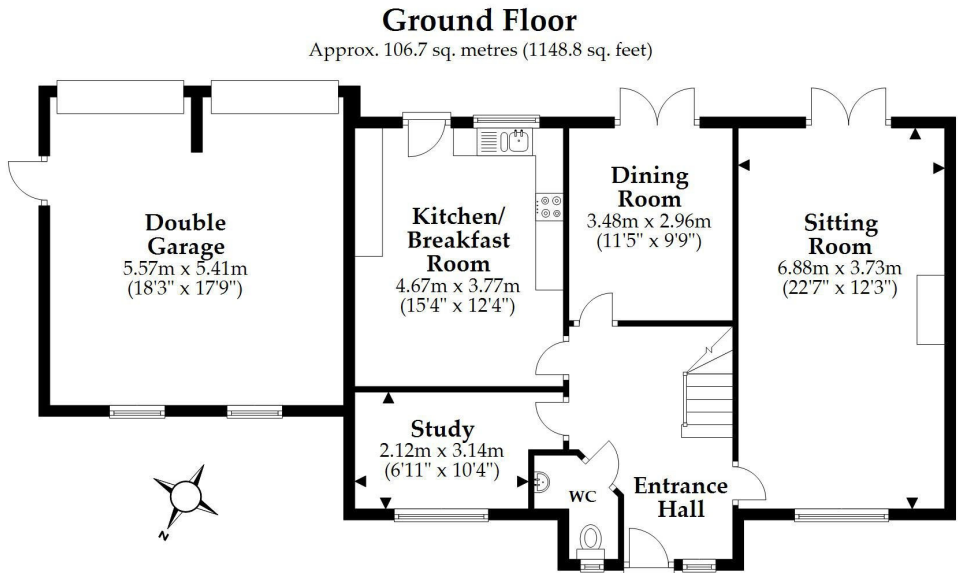 Ground Floor
Approx. 106.7 sq. metres (1148.8 sq. feet)
Double
Garage
5.57m x 5.41m
(18'3" x 17'9")
Kitchen/
Breakfast
Room
4.67m x 3.77m
(15'4" x 12'4")
Dining
Room
3.48m x 2.96m
(11'5" x 9'9")
Sitting
Room
6.88m x 3.73m
(22'7" x 12'3")
Study
2.12m x 3.14m
(6'11" x 10'4")
WC
Entrance
Hall
N